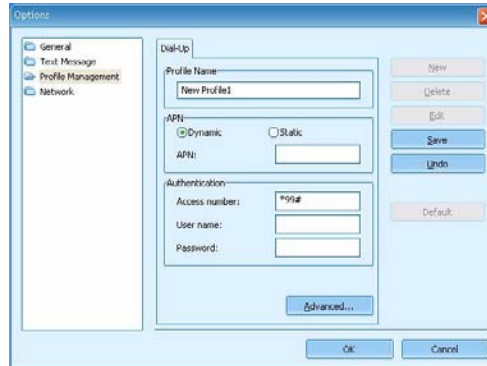 Options
General
Text Message
Profile Management
Network
Dial-Up
Profile Name
New Profile1
APN
Dynamic
Static
APN:
Authentication
Access number:
*99#
User name:
Password:
Advanced...
New
Delete
Edit
Save
Undo
Default
OK
Cancel